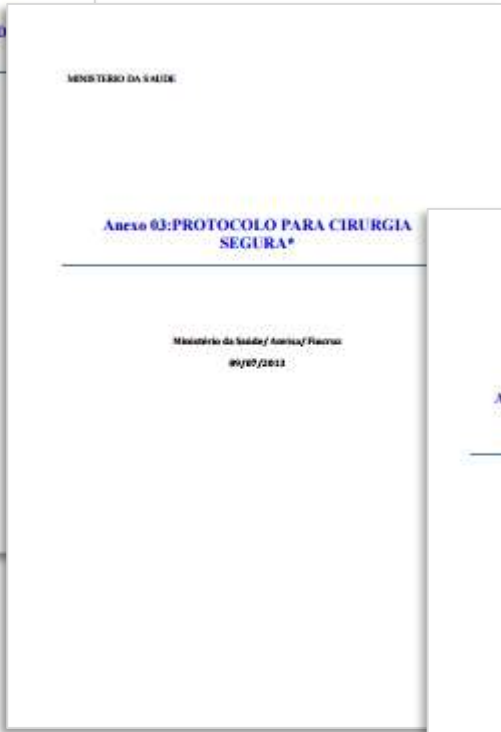 MINISTERIO DA SAUDE
Anexo 03:PROTOCOLO PARA CIRURGIA
SEGURA*
Ministério da Saúde/ Anvisa/ Fiocruz
09/07/2013
A